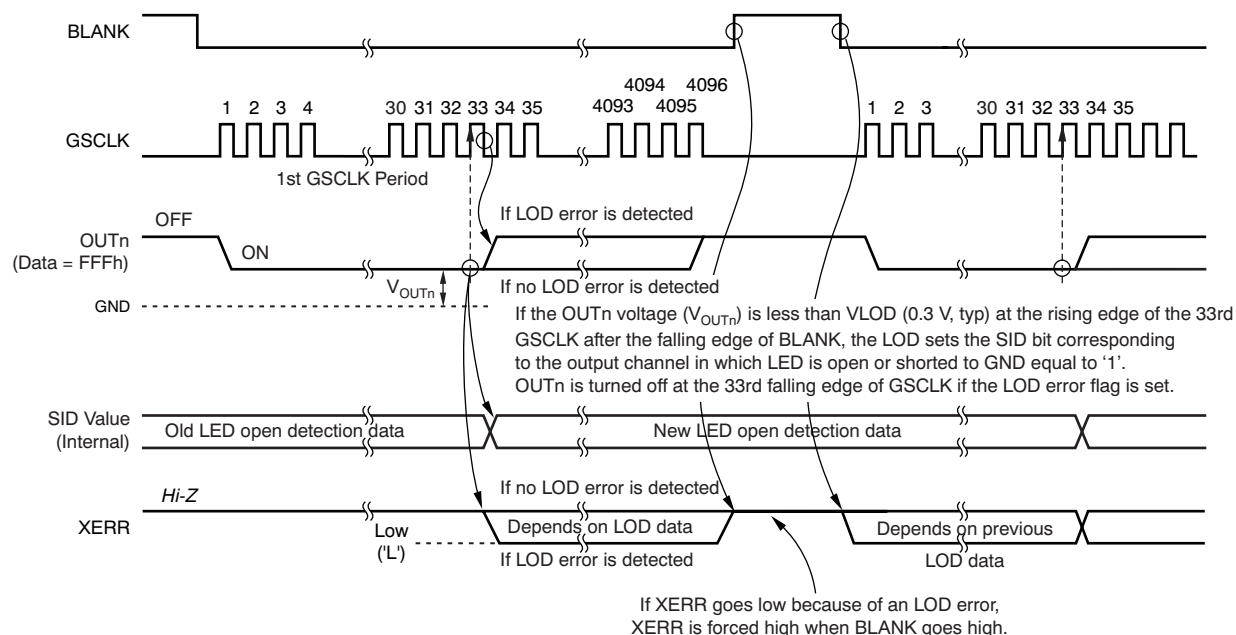 BLANK
4094 4096
1 2 3 4 30 31 32 33 34 35 4093 4095 1 2 3 30 31 32 33 34 35
GSCLK
1st GSCLK Period
OFF
If LOD error is detected
OUTn
(Data = FFFh)
ON
VOUTn
If no LOD error is detected
GND
If the OUTn voltage (VOUTn) is less than VLOD (0.3 V, typ) at the rising edge of the 33rd
GSCLK after the falling edge of BLANK, the LOD sets the SID bit corresponding
to the output channel in which LED is open or shorted to GND equal to ‘1’.
OUTn is turned off at the 33rd falling edge of GSCLK if the LOD error flag is set.
SID Value
(Internal)
Old LED open detection data
New LED open detection data
Hi-Z
If no LOD error is detected
XERR
Low
('L')
Depends on LOD data
Depends on previous
LOD data
If LOD error is detected
If XERR goes low because of an LOD error,
XERR is forced high when BLANK goes high.